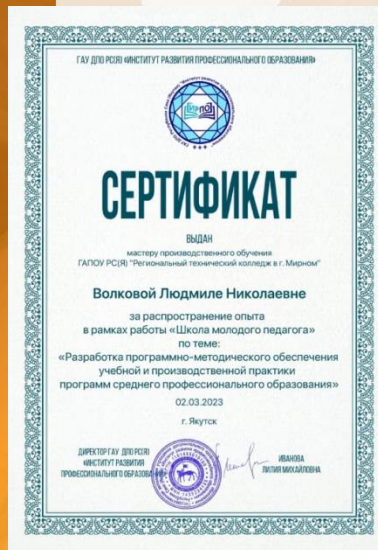 ГАУ ДПО РС(Я) «ИНСТИТУТ РАЗВИТИЯ ПРОФЕССИОНАЛЬНОГО ОБРАЗОВАНИЯ»
ИРПО
СЕРТИФИКАТ
ВЫДАН
мастеру производственного обучения
ГАПОУ РС(Я) "Региональный технический колледж в г. Мирном"
Волковой Людмиле Николаевне
за распространение опыта
в рамках работы «Школа молодого педагога»
по теме:
«Разработка программно-методического обеспечения
учебной и производственной практики
программ среднего профессионального образования»
02.03.2023
г. Якутск
ДИРЕКТОР ГАУ ДПО РС(Я)
«ИНСТИТУТ РАЗВИТИЯ
ПРОФЕССИОНАЛЬНОГО ОБРАЗОВАНИЯ»
ИВАНОВА
ЛИЛИЯ МИХАЙЛОВНА